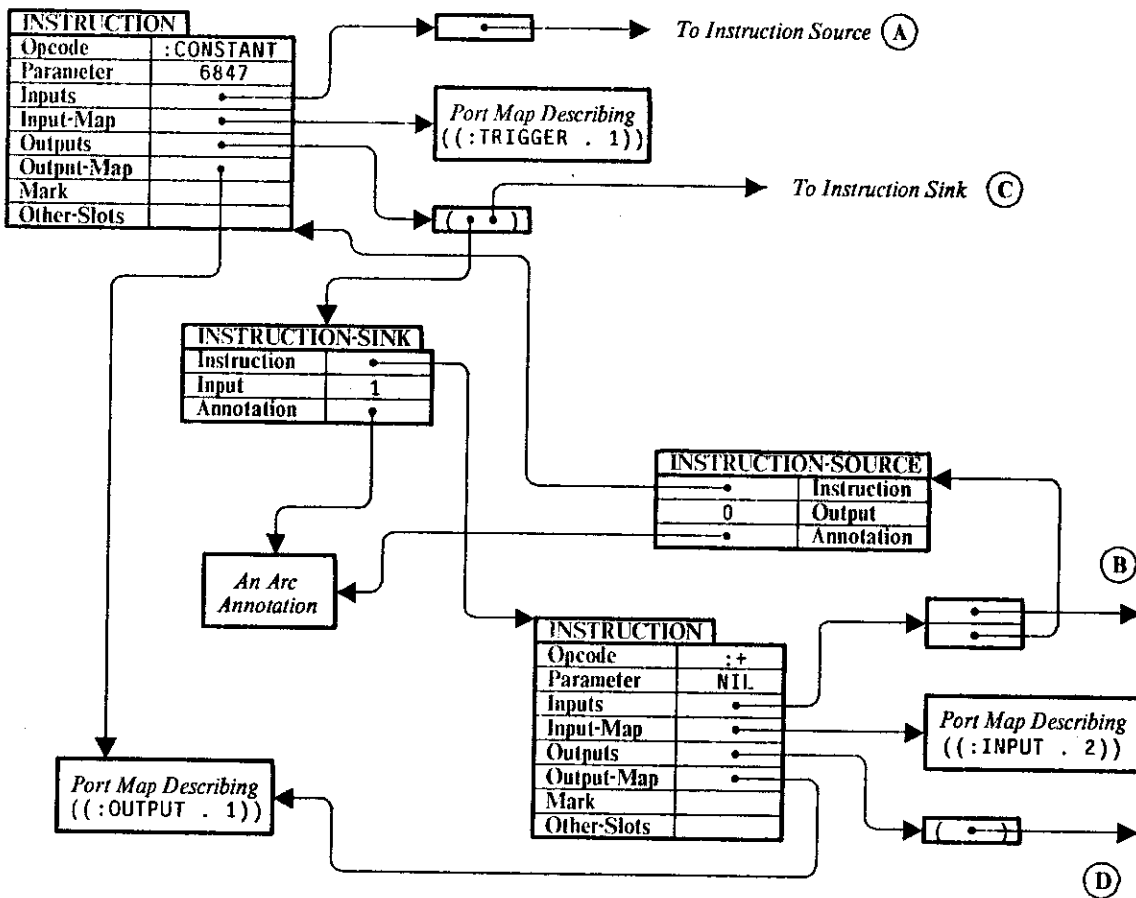 INSTRUCTION
Opcode :CONSTANT
Parameter 6847
Inputs
Input-Map
Outputs
Output-Map
Mark
Other-Slots
To Instruction Source A
Port Map Describing
((:TRIGGER . 1))
To Instruction Sink C
( )
INSTRUCTION-SINK
Instruction
Input 1
Annotation
INSTRUCTION-SOURCE
Instruction
0 Output
Annotation
An Arc
Annotation
B
INSTRUCTION
Opcode :+
Parameter NIL
Inputs
Input-Map
Outputs
Output-Map
Mark
Other-Slots
Port Map Describing
((:INPUT . 2))
Port Map Describing
((:OUTPUT . 1))
( )
D